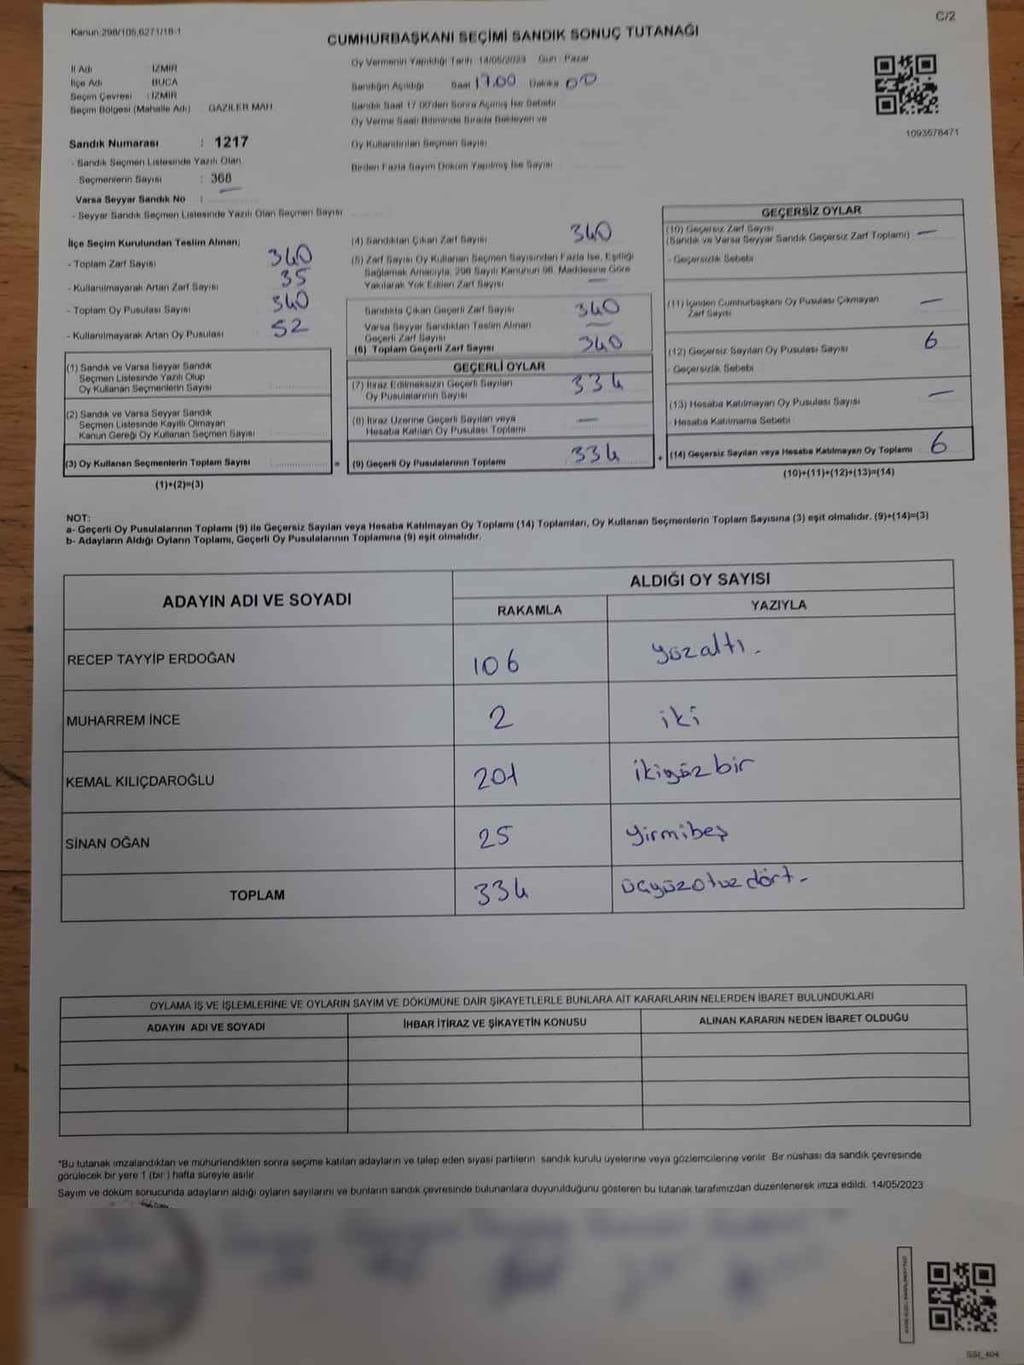 Kanun:298/105,6271/18-1
C/2
CUMHURBAŞKANI SEÇİMİ SANDIK SONUÇ TUTANAĞI
İl Adı : İZMİR
İlçe Adı : BUCA
Seçim Çevresi : İZMİR
Seçim Bölgesi (Mahalle Adı) : GAZİLER MAH
Sandık Numarası : 1217
- Sandık Seçmen Listesinde Yazılı Olan
Seçmenlerin Sayısı : 368
Varsa Seyyar Sandık No :
- Seyyar Sandık Seçmen Listesinde Yazılı Olan Seçmen Sayısı
Oy Vermenin Yapıldığı Tarih: 14/05/2023 Gün : Pazar
Sandığın Açıldığı Saat 17.00 Dakika 00
Sandık Saat 17:00'den Sonra Açılmış İse Sebebi:
Oy Verme Saati Bitiminde Sırada Bekleyen ve
Oy Kullandırılan Seçmen Sayısı
Birden Fazla Sayım Döküm Yapılmış İse Sayısı
1093678471
İlçe Seçim Kurulundan Teslim Alınan;
- Toplam Zarf Sayısı 340
- Kullanılmayarak Artan Zarf Sayısı 35
- Toplam Oy Pusulası Sayısı 340
- Kullanılmayarak Artan Oy Pusulası 52
(1) Sandık ve Varsa Seyyar Sandık
Seçmen Listesinde Yazılı Olup
Oy Kullanan Seçmenlerin Sayısı
(2) Sandık ve Varsa Seyyar Sandık
Seçmen Listesinde Kayıtlı Olmayan
Kanun Gereği Oy Kullanan Seçmen Sayısı
(3) Oy Kullanan Seçmenlerin Toplam Sayısı =
(1)+(2)=(3)
(4) Sandıktan Çıkan Zarf Sayısı 340
(5) Zarf Sayısı Oy Kullanan Seçmen Sayısından Fazla İse, Eşitliği
Sağlamak Amacıyla, 298 Sayılı Kanunun 98. Maddesine Göre
Yakılarak Yok Edilen Zarf Sayısı —
Sandıkta Çıkan Geçerli Zarf Sayısı 340
Varsa Seyyar Sandıktan Teslim Alınan
Geçerli Zarf Sayısı —
(6) Toplam Geçerli Zarf Sayısı 340
GEÇERLİ OYLAR
(7) İtiraz Edilmeksizin Geçerli Sayılan
Oy Pusulalarının Sayısı 334
(8) İtiraz Üzerine Geçerli Sayılan veya
Hesaba Katılan Oy Pusulası Toplamı —
(9) Geçerli Oy Pusulalarının Toplamı 334 +
GEÇERSİZ OYLAR
(10) Geçersiz Zarf Sayısı
(Sandık ve Varsa Seyyar Sandık Geçersiz Zarf Toplamı) —
- Geçersizlik Sebebi
(11) İçinden Cumhurbaşkanı Oy Pusulası Çıkmayan
Zarf Sayısı —
(12) Geçersiz Sayılan Oy Pusulası Sayısı 6
- Geçersizlik Sebebi
(13) Hesaba Katılmayan Oy Pusulası Sayısı —
- Hesaba Katılmama Sebebi
(14) Geçersiz Sayılan veya Hesaba Katılmayan Oy Toplamı 6
(10)+(11)+(12)+(13)=(14)
NOT:
a- Geçerli Oy Pusulalarının Toplamı (9) ile Geçersiz Sayılan veya Hesaba Katılmayan Oy Toplamı (14) Toplamları, Oy Kullanan Seçmenlerin Toplam Sayısına (3) eşit olmalıdır. (9)+(14)=(3)
b- Adayların Aldığı Oyların Toplamı, Geçerli Oy Pusulalarının Toplamına (9) eşit olmalıdır.
ADAYIN ADI VE SOYADI ALDIĞI OY SAYISI
RAKAMLA YAZIYLA
RECEP TAYYİP ERDOĞAN 106 yüzaltı.
MUHARREM İNCE 2 iki
KEMAL KILIÇDAROĞLU 201 ikiyüzbir
SİNAN OĞAN 25 yirmibeş
TOPLAM 334 üçyüzotuzdört.
OYLAMA İŞ VE İŞLEMLERİNE VE OYLARIN SAYIM VE DÖKÜMÜNE DAİR ŞİKAYETLERLE BUNLARA AİT KARARLARIN NELERDEN İBARET BULUNDUKLARI
ADAYIN ADI VE SOYADI İHBAR İTİRAZ VE ŞİKAYETİN KONUSU ALINAN KARARIN NEDEN İBARET OLDUĞU
*Bu tutanak imzalandıktan ve mühürlendikten sonra seçime katılan adayların ve talep eden siyasi partilerin sandık kurulu üyelerine veya gözlemcilerine verilir. Bir nüshası da sandık çevresinde
görülecek bir yere 1 (bir ) hafta süreyle asılır.
Sayım ve döküm sonucunda adayların aldığı oyların sayılarını ve bunların sandık çevresinde bulunanlara duyurulduğunu gösteren bu tutanak tarafımızdan düzenlenerek imza edildi. 14/05/2023
SSI_404